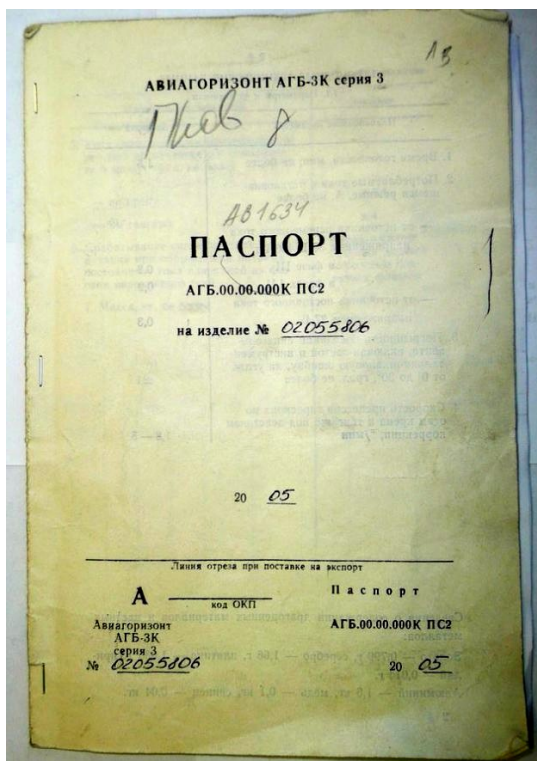 1в
АВИАГОРИЗОНТ АГБ-3К серия 3
АВ1634
ПАСПОРТ
АГБ.00.00.000К ПС2
на изделие № 02055806
20 05
Линия отреза при поставке на экспорт
А
код ОКП
Паспорт
Авиагоризонт
АГБ-3К
серия 3
АГБ.00.00.000К ПС2
№ 02055806
20 05